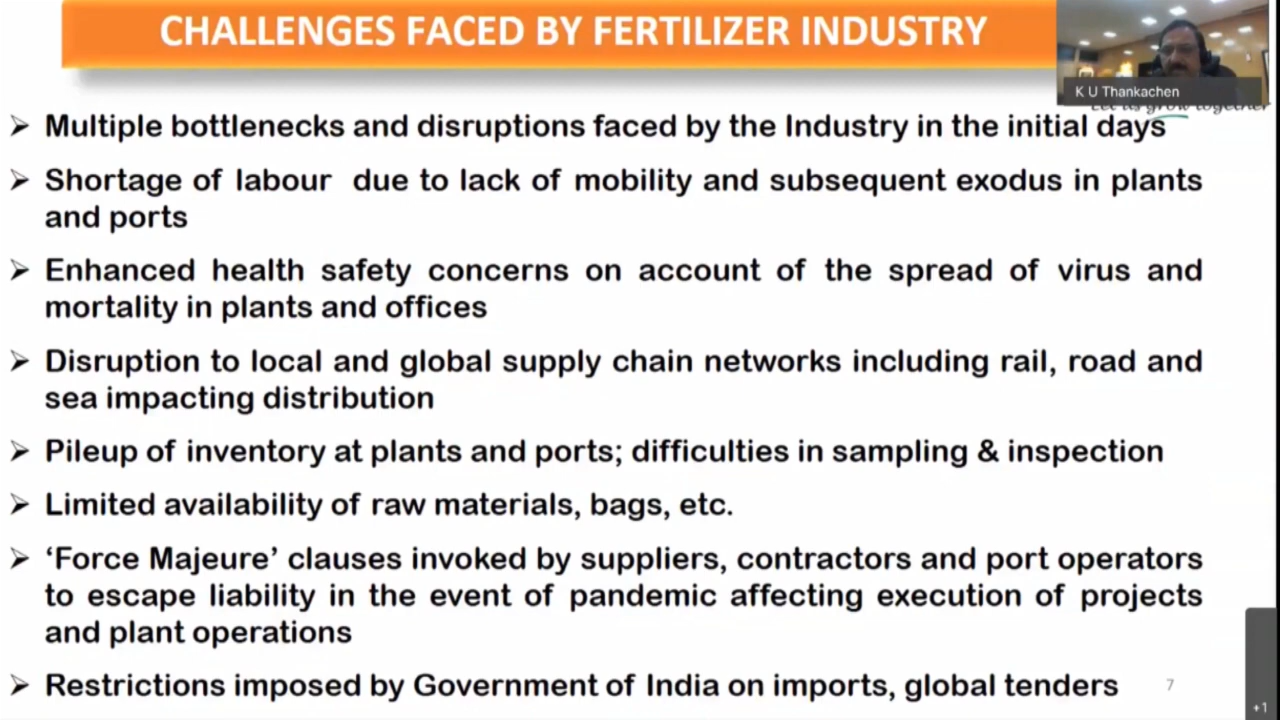 CHALLENGES FACED BY FERTILIZER INDUSTRY
K U Thankachen
Let us grow together
➢ Multiple bottlenecks and disruptions faced by the Industry in the initial days
➢ Shortage of labour due to lack of mobility and subsequent exodus in plants
and ports
➢ Enhanced health safety concerns on account of the spread of virus and
mortality in plants and offices
➢ Disruption to local and global supply chain networks including rail, road and
sea impacting distribution
➢ Pileup of inventory at plants and ports; difficulties in sampling & inspection
➢ Limited availability of raw materials, bags, etc.
➢ ‘Force Majeure’ clauses invoked by suppliers, contractors and port operators
to escape liability in the event of pandemic affecting execution of projects
and plant operations
➢ Restrictions imposed by Government of India on imports, global tenders
7
+1